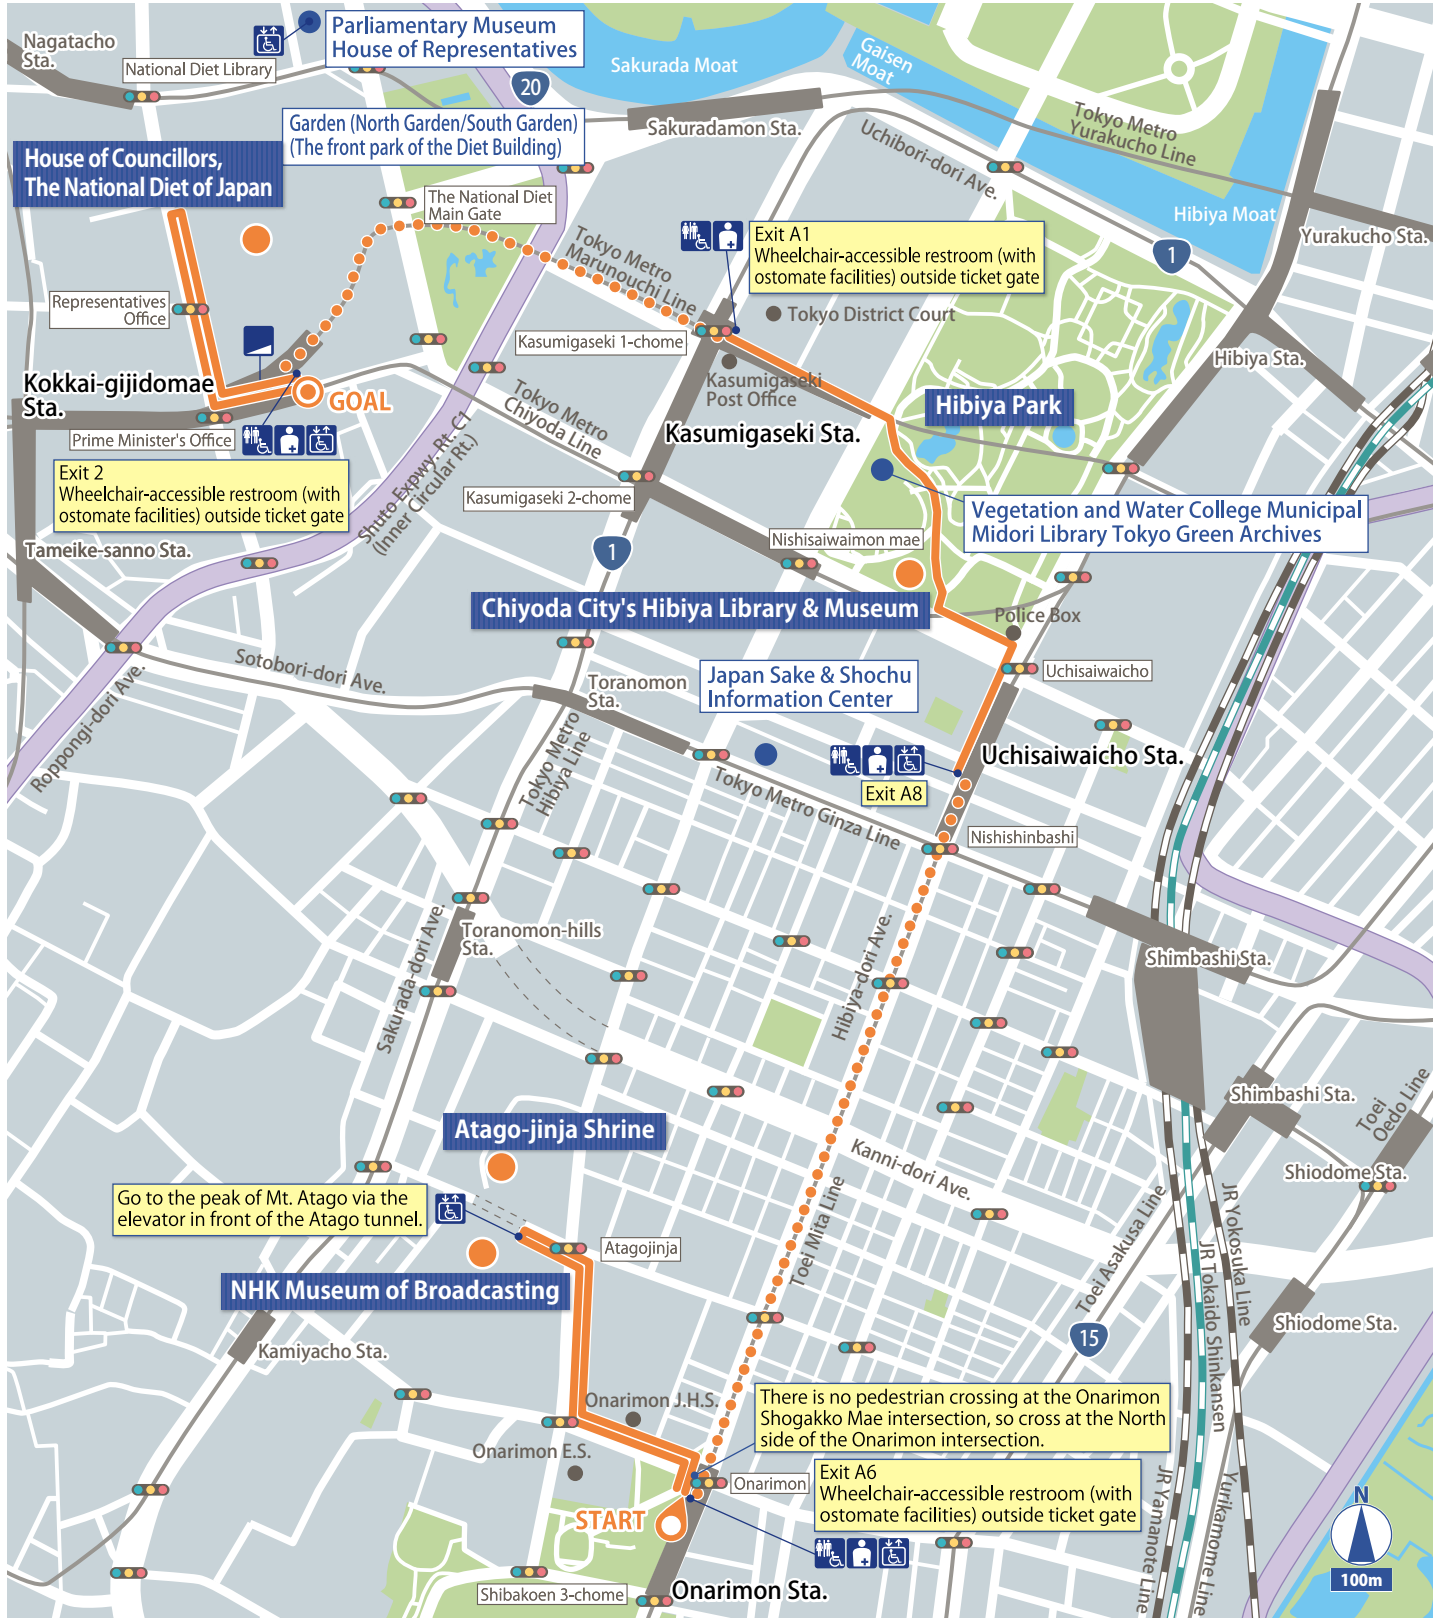 Parliamentary Museum
House of Representatives
Nagatacho
Sta.
National Diet Library
20
Sakurada Moat
Gaisen
Moat
Garden (North Garden/South Garden)
(The front park of the Diet Building)
Sakuradamon Sta.
Tokyo Metro
Yurakucho Line
Uchibori-dori Ave.
House of Councillors,
The National Diet of Japan
The National Diet
Main Gate
Hibiya Moat
Yurakucho Sta.
1
Tokyo Metro
Marunouchi Line
Exit A1
Wheelchair-accessible restroom (with
ostomate facilities) outside ticket gate
Representatives
Office
Tokyo District Court
Kasumigaseki 1-chome
Hibiya Sta.
Kokkai-gijidomae
Sta.
GOAL
Kasumigaseki
Post Office
Hibiya Park
Tokyo Metro
Chiyoda Line
Kasumigaseki Sta.
Prime Minister's Office
Exit 2
Wheelchair-accessible restroom (with
ostomate facilities) outside ticket gate
Shuto Expwy. Rt. C1
(Inner Circular Rt.)
Kasumigaseki 2-chome
Vegetation and Water College Municipal
Midori Library Tokyo Green Archives
Nishisaiwaimon mae
Tameike-sanno Sta.
1
Chiyoda City's Hibiya Library & Museum
Police Box
Sotobori-dori Ave.
Roppongi-dori Ave.
Toranomon
Sta.
Japan Sake & Shochu
Information Center
Uchisaiwaicho
Uchisaiwaicho Sta.
Tokyo Metro
Hibiya Line
Tokyo Metro Ginza Line
Exit A8
Nishishinbashi
Sakurada-dori Ave.
Toranomon-hills
Sta.
Hibiya-dori Ave.
Shimbashi Sta.
Shimbashi Sta.
Toei
Oedo Line
Atago-jinja Shrine
Kanni-dori Ave.
Shiodome Sta.
Go to the peak of Mt. Atago via the
elevator in front of the Atago tunnel.
Atagojinja
Toei Mita Line
Toei Asakusa Line
JR Yokosuka Line
JR Tokaido Shinkansen
NHK Museum of Broadcasting
Kamiyacho Sta.
15
Shiodome Sta.
Onarimon J.H.S.
There is no pedestrian crossing at the Onarimon
Shogakko Mae intersection, so cross at the North
side of the Onarimon intersection.
Onarimon E.S.
Onarimon
Exit A6
Wheelchair-accessible restroom (with
ostomate facilities) outside ticket gate
START
JR Yamanote Line
Yurikamome Line
N
100m
Shibakoen 3-chome
Onarimon Sta.